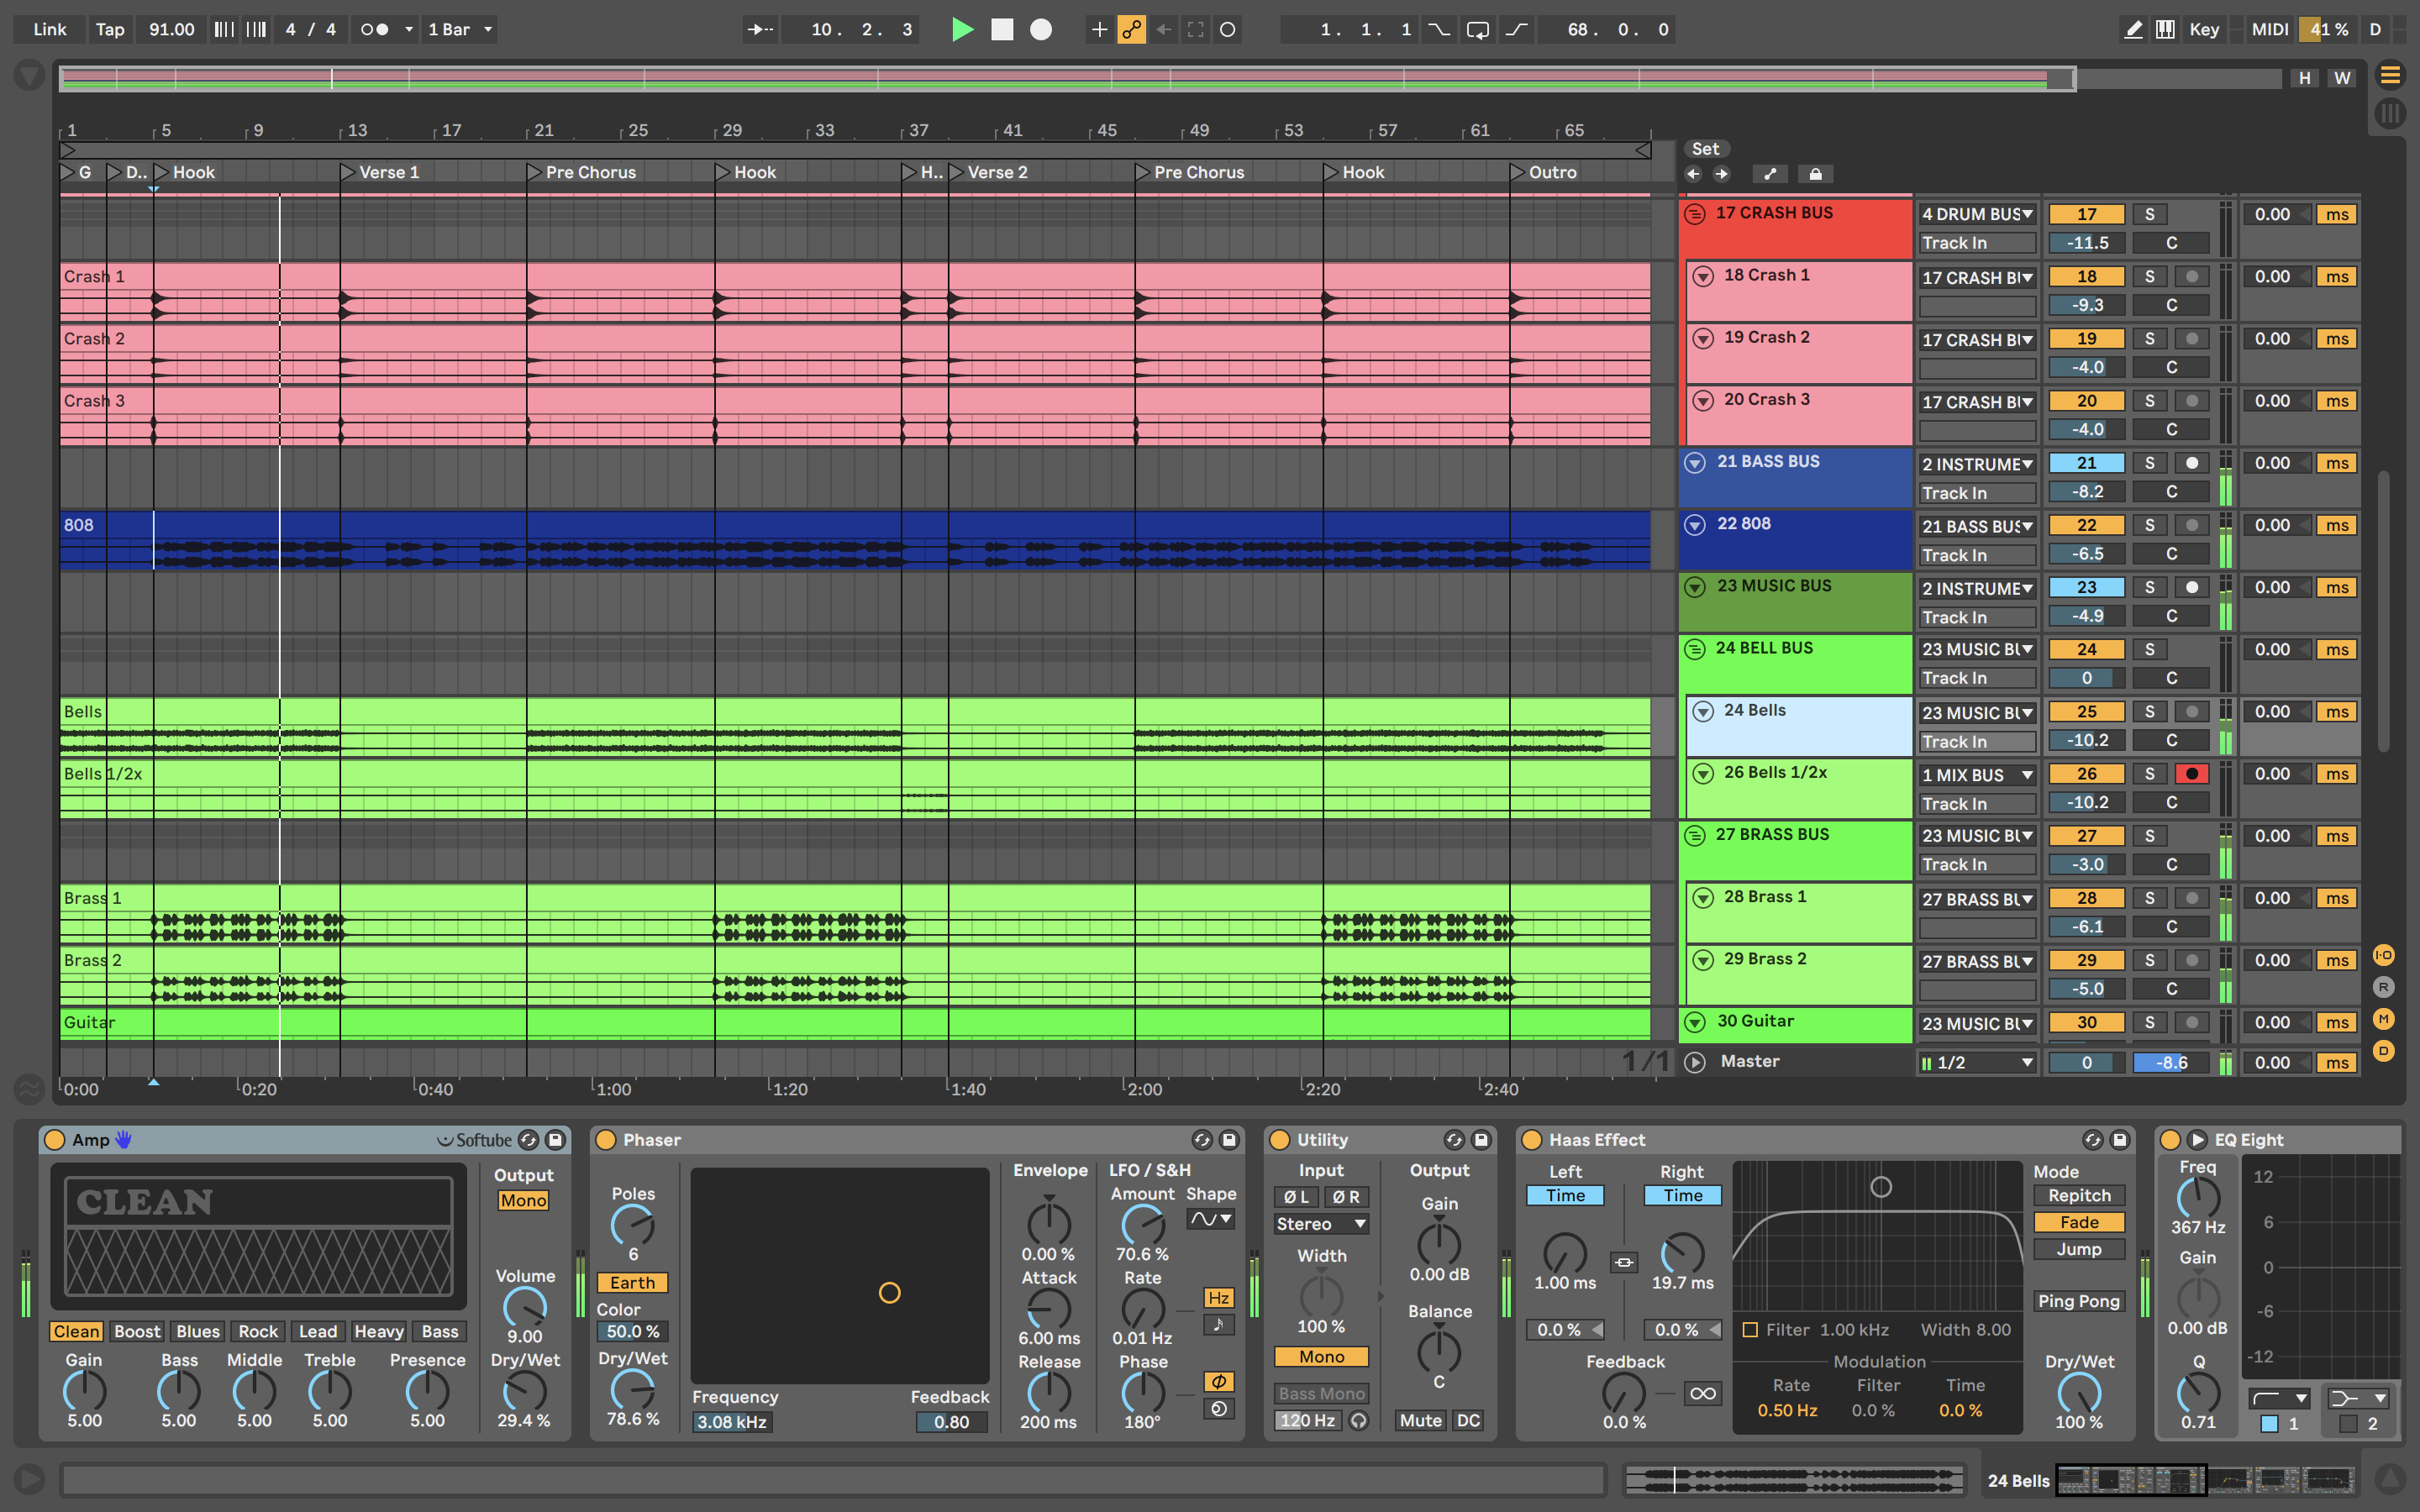 Link Tap 91.00 4 / 4 1 Bar 10. 2. 3 1. 1. 1 68. 0. 0 Key MIDI 41 % D
H W
1 5 9 13 17 21 25 29 33 37 41 45 49 53 57 61 65
Set
G D.. Hook Verse 1 Pre Chorus Hook H.. Verse 2 Pre Chorus Hook Outro
17 CRASH BUS 4 DRUM BUS 17 S 0.00 ms
Track In -11.5 C
Crash 1 18 Crash 1 17 CRASH BU 18 S 0.00 ms
-9.3 C
Crash 2 19 Crash 2 17 CRASH BU 19 S 0.00 ms
-4.0 C
Crash 3 20 Crash 3 17 CRASH BU 20 S 0.00 ms
-4.0 C
21 BASS BUS 2 INSTRUME 21 S 0.00 ms
Track In -8.2 C
808 22 808 21 BASS BUS 22 S 0.00 ms
Track In -6.5 C
23 MUSIC BUS 2 INSTRUME 23 S 0.00 ms
Track In -4.9 C
24 BELL BUS 23 MUSIC BU 24 S 0.00 ms
Track In 0 C
Bells 24 Bells 23 MUSIC BU 25 S 0.00 ms
Track In -10.2 C
Bells 1/2x 26 Bells 1/2x 1 MIX BUS 26 S 0.00 ms
Track In -10.2 C
27 BRASS BUS 23 MUSIC BU 27 S 0.00 ms
Track In -3.0 C
Brass 1 28 Brass 1 27 BRASS BU 28 S 0.00 ms
-6.1 C
Brass 2 29 Brass 2 27 BRASS BU 29 S 0.00 ms
-5.0 C
Guitar 30 Guitar 23 MUSIC BU 30 S 0.00 ms
1/1 Master 1/2 0 -8.6 0.00 ms
I·O
R
M
D
0:00 0:20 0:40 1:00 1:20 1:40 2:00 2:20 2:40
Amp Softube
CLEAN
Output
Mono
Volume
9.00
Clean Boost Blues Rock Lead Heavy Bass
Gain Bass Middle Treble Presence Dry/Wet
5.00 5.00 5.00 5.00 5.00 29.4 %
Phaser
Poles
6
Earth
Color
50.0 %
Dry/Wet
78.6 %
Frequency Feedback
3.08 kHz 0.80
Envelope LFO / S&H
0.00 % Amount Shape
70.6 %
Attack Rate
6.00 ms 0.01 Hz Hz
Release Phase
200 ms 180°
Utility
Input Output
Ø L Ø R Gain
Stereo
Width 0.00 dB
100 % Balance
Mono C
Bass Mono
120 Hz Mute DC
Haas Effect
Left Right
Time Time
1.00 ms 19.7 ms
0.0 % 0.0 %
Feedback
0.0 %
Filter 1.00 kHz Width 8.00
Modulation
Rate Filter Time
0.50 Hz 0.0 % 0.0 %
Mode
Repitch
Fade
Jump
Ping Pong
Dry/Wet
100 %
EQ Eight
Freq
367 Hz
Gain
0.00 dB
Q
0.71
12
6
0
-6
-12
1 2
24 Bells